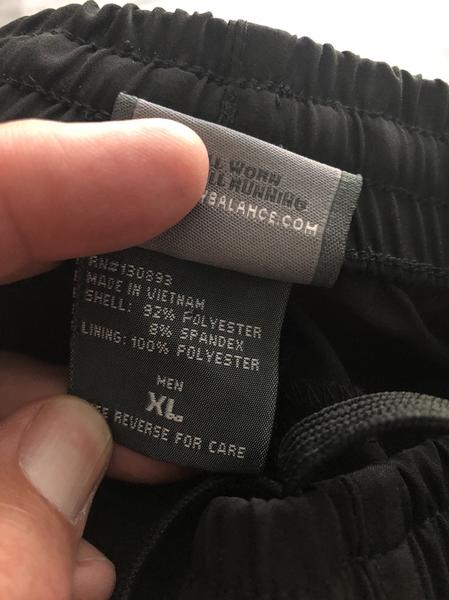 WORN
RUNNING
BALANCE.COM
RN#130893
MADE IN VIETNAM
SHELL: 92% POLYESTER
8% SPANDEX
LINING: 100% POLYESTER
MEN
XL
REVERSE FOR CARE